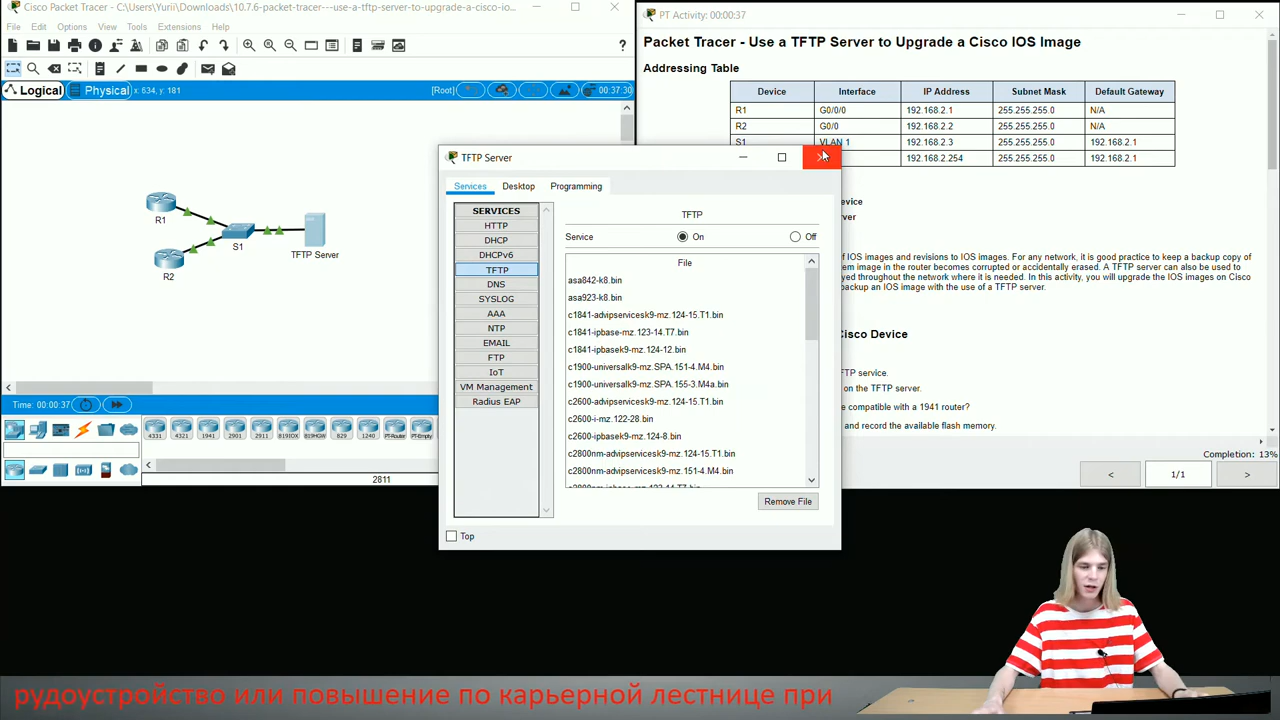 Cisco Packet Tracer - C:\Users\Yurii\Downloads\10.7.6-packet-tracer---use-a-tftp-server-to-upgrade-a-cisco-io...
File Edit Options View Tools Extensions Help
Logical Physical x: 634, y: 181 [Root] 00:37:30
R1
S1
R2
TFTP Server
Time: 00:00:37
4331 4321 1941 2901 2911 819IOX 819HGW 829 1240 PT-Router PT-Empty
2811
PT Activity: 00:00:37
Packet Tracer - Use a TFTP Server to Upgrade a Cisco IOS Image
Addressing Table
Device Interface IP Address Subnet Mask Default Gateway
R1 G0/0/0 192.168.2.1 255.255.255.0 N/A
R2 G0/0 192.168.2.2 255.255.255.0 N/A
S1 VLAN 1 192.168.2.3 255.255.255.0 192.168.2.1
192.168.2.254 255.255.255.0 192.168.2.1
evice
rver
of IOS images and revisions to IOS images. For any network, it is good practice to keep a backup copy of
em image in the router becomes corrupted or accidentally erased. A TFTP server can also be used to
yed throughout the network where it is needed. In this activity, you will upgrade the IOS images on Cisco
backup an IOS image with the use of a TFTP server.
Cisco Device
FTP service.
on the TFTP server.
e compatible with a 1941 router?
and record the available flash memory.
Completion: 13%
< 1/1 >
TFTP Server
Services Desktop Programming
SERVICES
HTTP
DHCP
DHCPv6
TFTP
DNS
SYSLOG
AAA
NTP
EMAIL
FTP
IoT
VM Management
Radius EAP
TFTP
Service On Off
File
asa842-k8.bin
asa923-k8.bin
c1841-advipservicesk9-mz.124-15.T1.bin
c1841-ipbase-mz.123-14.T7.bin
c1841-ipbasek9-mz.124-12.bin
c1900-universalk9-mz.SPA.151-4.M4.bin
c1900-universalk9-mz.SPA.155-3.M4a.bin
c2600-advipservicesk9-mz.124-15.T1.bin
c2600-i-mz.122-28.bin
c2600-ipbasek9-mz.124-8.bin
c2800nm-advipservicesk9-mz.124-15.T1.bin
c2800nm-advipservicesk9-mz.151-4.M4.bin
c2800nm-ipbase-mz.123-14.T7.bin
Remove File
Top
рудоустройство или повышение по карьерной лестнице при